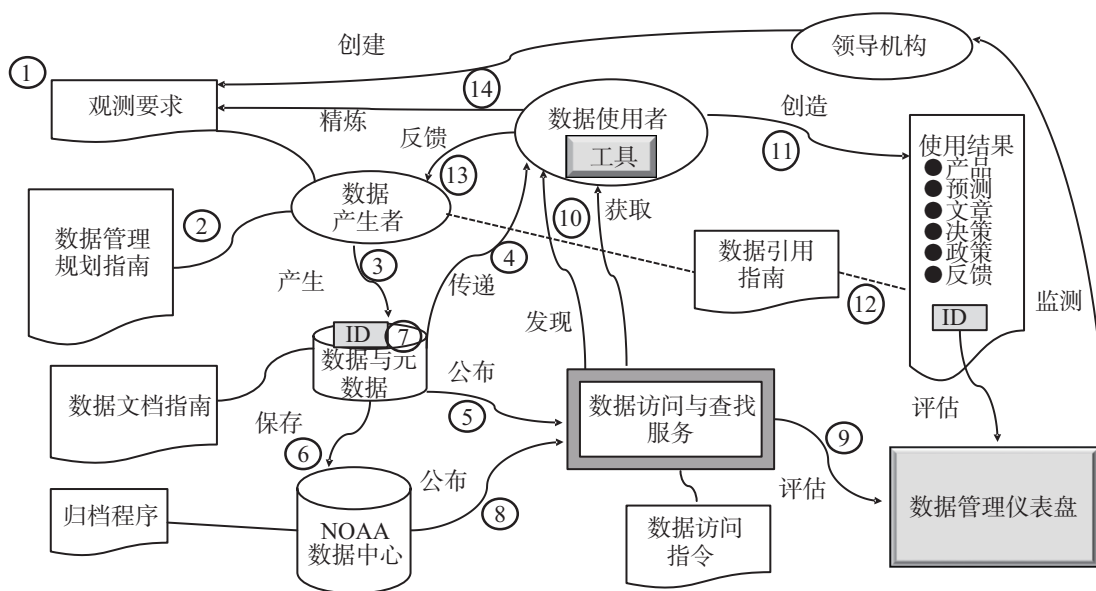 创建
领导机构
①
观测要求
⑭
精炼
数据使用者
工具
创造
⑪
反馈
⑬
使用结果
●产品
●预测
●文章
●决策
●政策
●反馈
ID
数据
产生者
②
数据管理
规划指南
③
产生
④
传递
⑩
获取
发现
数据引用
指南
⑫
监测
ID
⑦
数据与元
数据
公布
⑤
数据文档指南
保存
⑥
数据访问与查找
服务
⑨
评估
评估
数据管理仪表盘
归档程序
NOAA
数据中心
公布
⑧
数据访问
指令